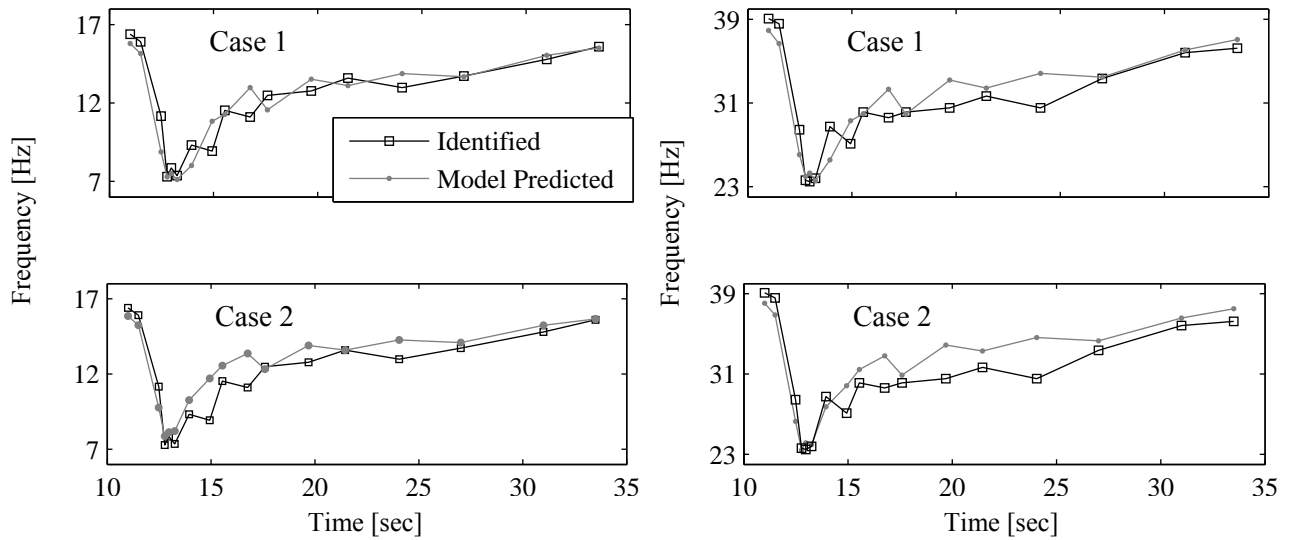 17
Case 1
12
7
Identified
Model Predicted
Frequency [Hz]
39
Case 1
31
23
Frequency [Hz]
17
Case 2
12
7
10 15 20 25 30 35
Time [sec]
39
Case 2
31
23
10 15 20 25 30 35
Time [sec]